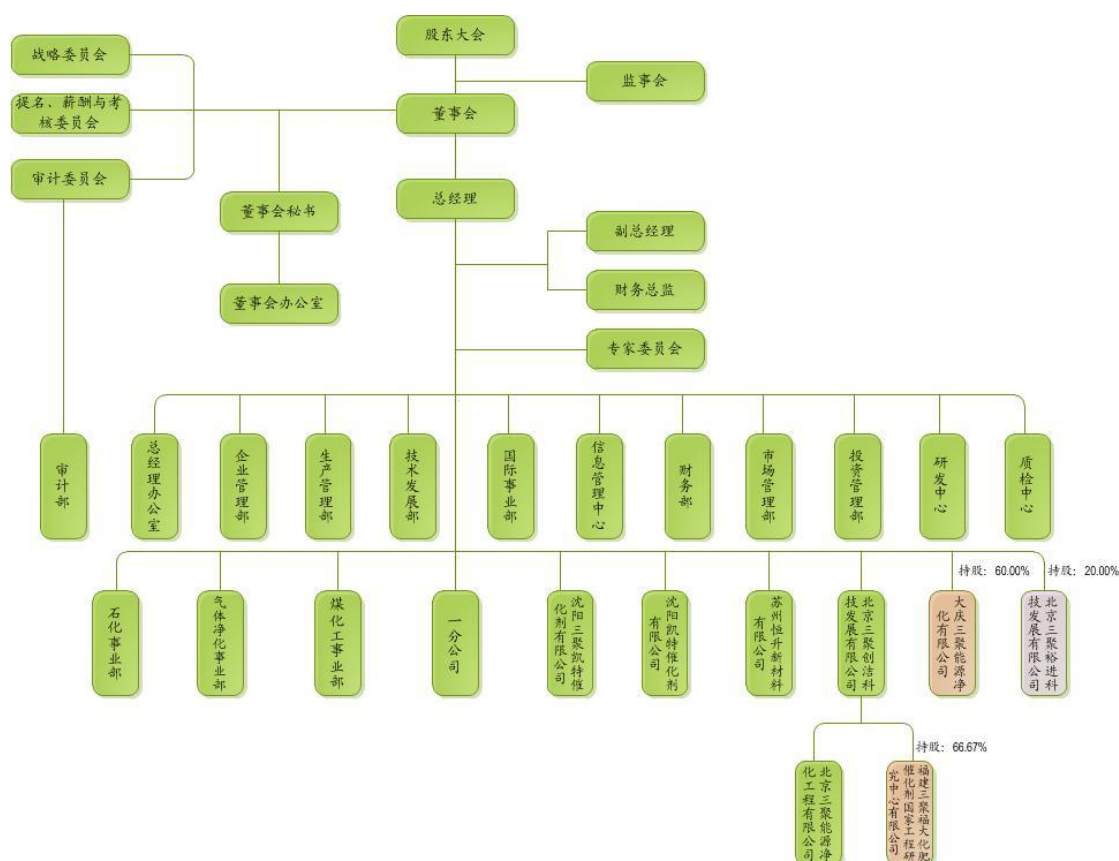 股东大会
战略委员会
监事会
提名、薪酬与考
核委员会
董事会
审计委员会
总经理
董事会秘书
副总经理
董事会办公室
财务总监
专家委员会
审计部
总经理办公室
企业管理部
生产管理部
技术发展部
国际事业部
信息管理中心
财务部
市场管理部
投资管理部
研发中心
质检中心
持股：60.00%
持股：20.00%
石化事业部
气体净化事业部
煤化工事业部
一分公司
沈阳三聚凯特催
化剂有限公司
沈阳凯特催化剂
有限公司
苏州恒升新材料
有限公司
北京三聚创洁科
技发展有限公司
大庆三聚能源净
化有限公司
北京三聚裕进科
技发展有限公司
持股：66.67%
北京三聚能源净
化工程有限公司
福建三聚福大化肥
催化剂国家工程研
究中心有限公司